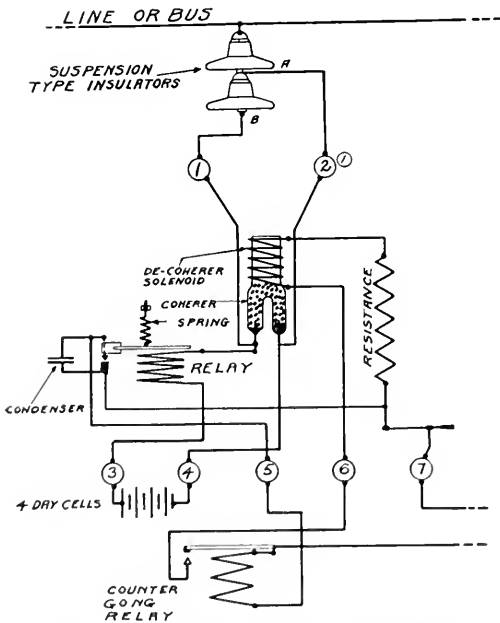 LINE OR BUS
SUSPENSION
TYPE INSULATORS
A
B
1
2
1
DE-COHERER
SOLENOID
COHERER
SPRING
RELAY
RESISTANCE
CONDENSER
3
4
5
6
7
4 DRY CELLS
COUNTER
GONG
RELAY